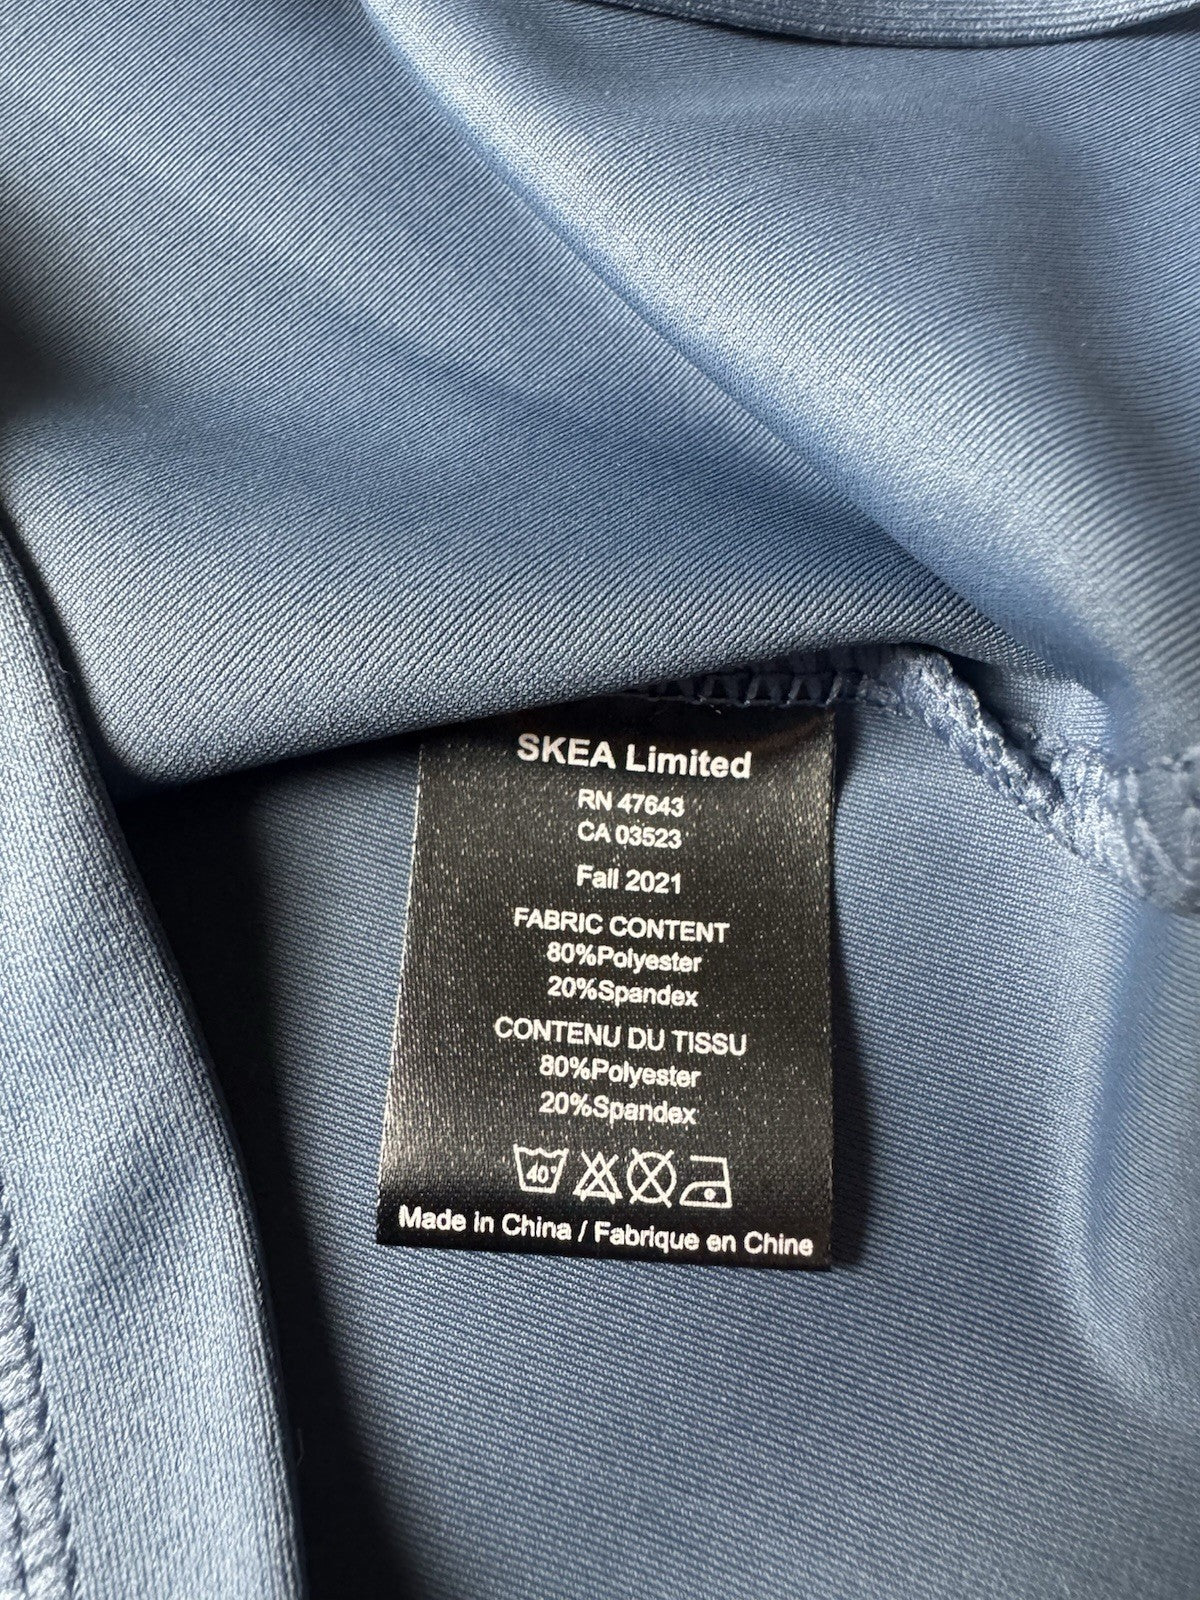 SKEA Limited
RN 47643
CA 03523
Fall 2021
FABRIC CONTENT
80%Polyester
20%Spandex
CONTENU DU TISSU
80%Polyester
20%Spandex
40°
Made in China / Fabrique en Chine